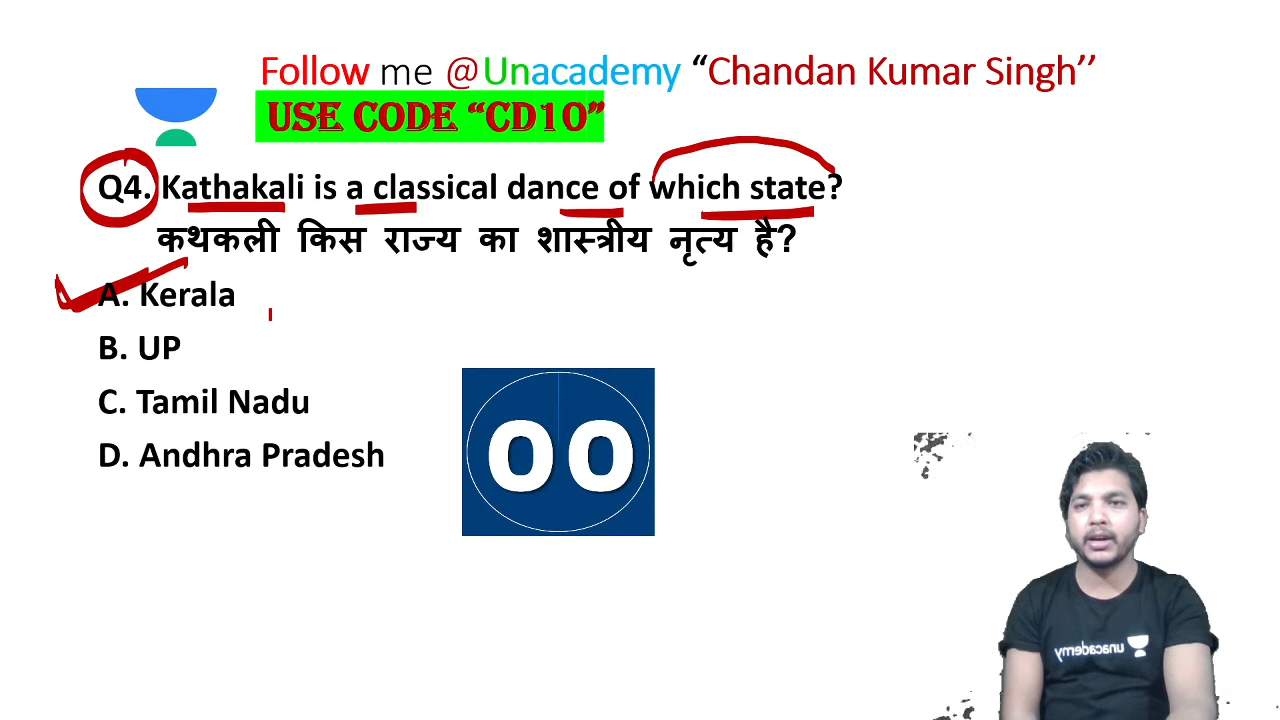 Follow me @Unacademy “Chandan Kumar Singh’’
USE CODE “CD10”
Q4. Kathakali is a classical dance of which state?
कथकली किस राज्य का शास्त्रीय नृत्य है?
A. Kerala
B. UP
C. Tamil Nadu
D. Andhra Pradesh
00
unacademy